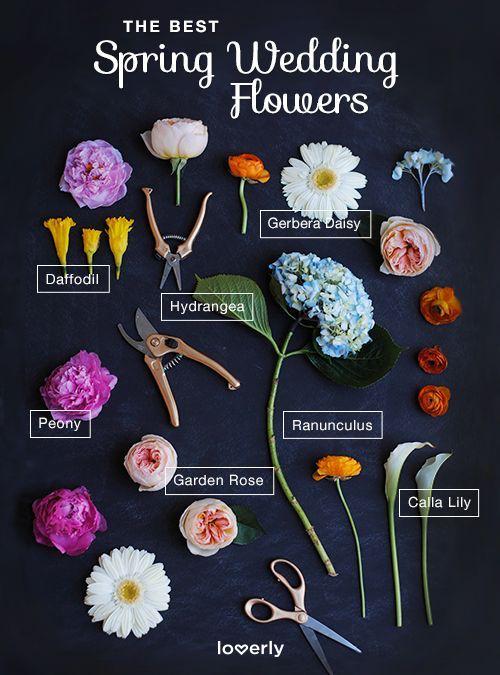 THE BEST
Spring Wedding
Flowers
Gerbera Daisy
Daffodil
Hydrangea
Peony
Ranunculus
Garden Rose
Calla Lily
loverly